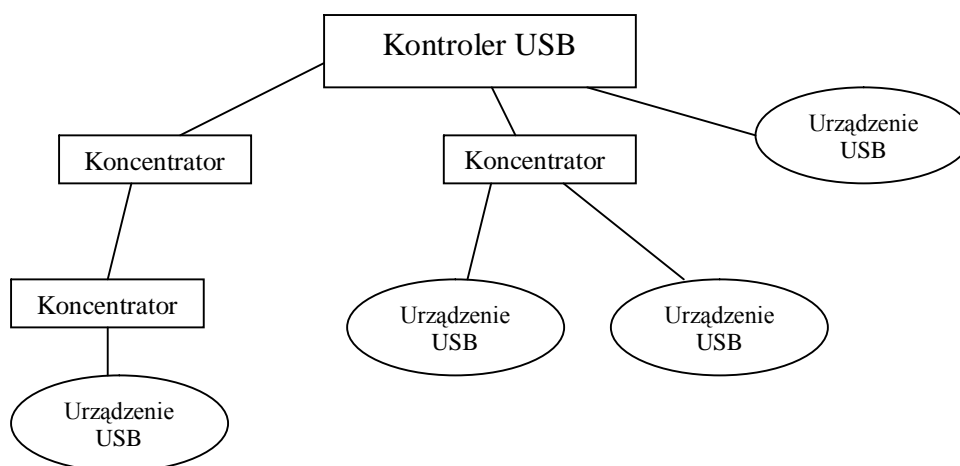 Kontroler USB
Urządzenie
USB
Koncentrator
Koncentrator
Koncentrator
Urządzenie
USB
Urządzenie
USB
Urządzenie
USB